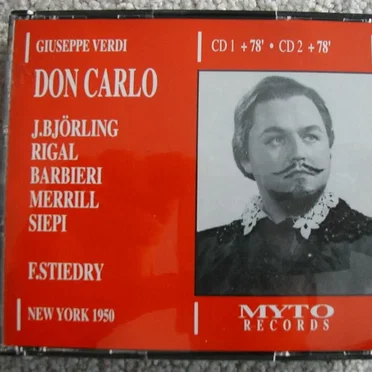 GIUSEPPE VERDI
CD 1 + 78' • CD 2 + 78'
DON CARLO
J.BJÖRLING
RIGAL
BARBIERI
MERRILL
SIEPI
F.STIEDRY
NEW YORK 1950
MYTO
RECORDS